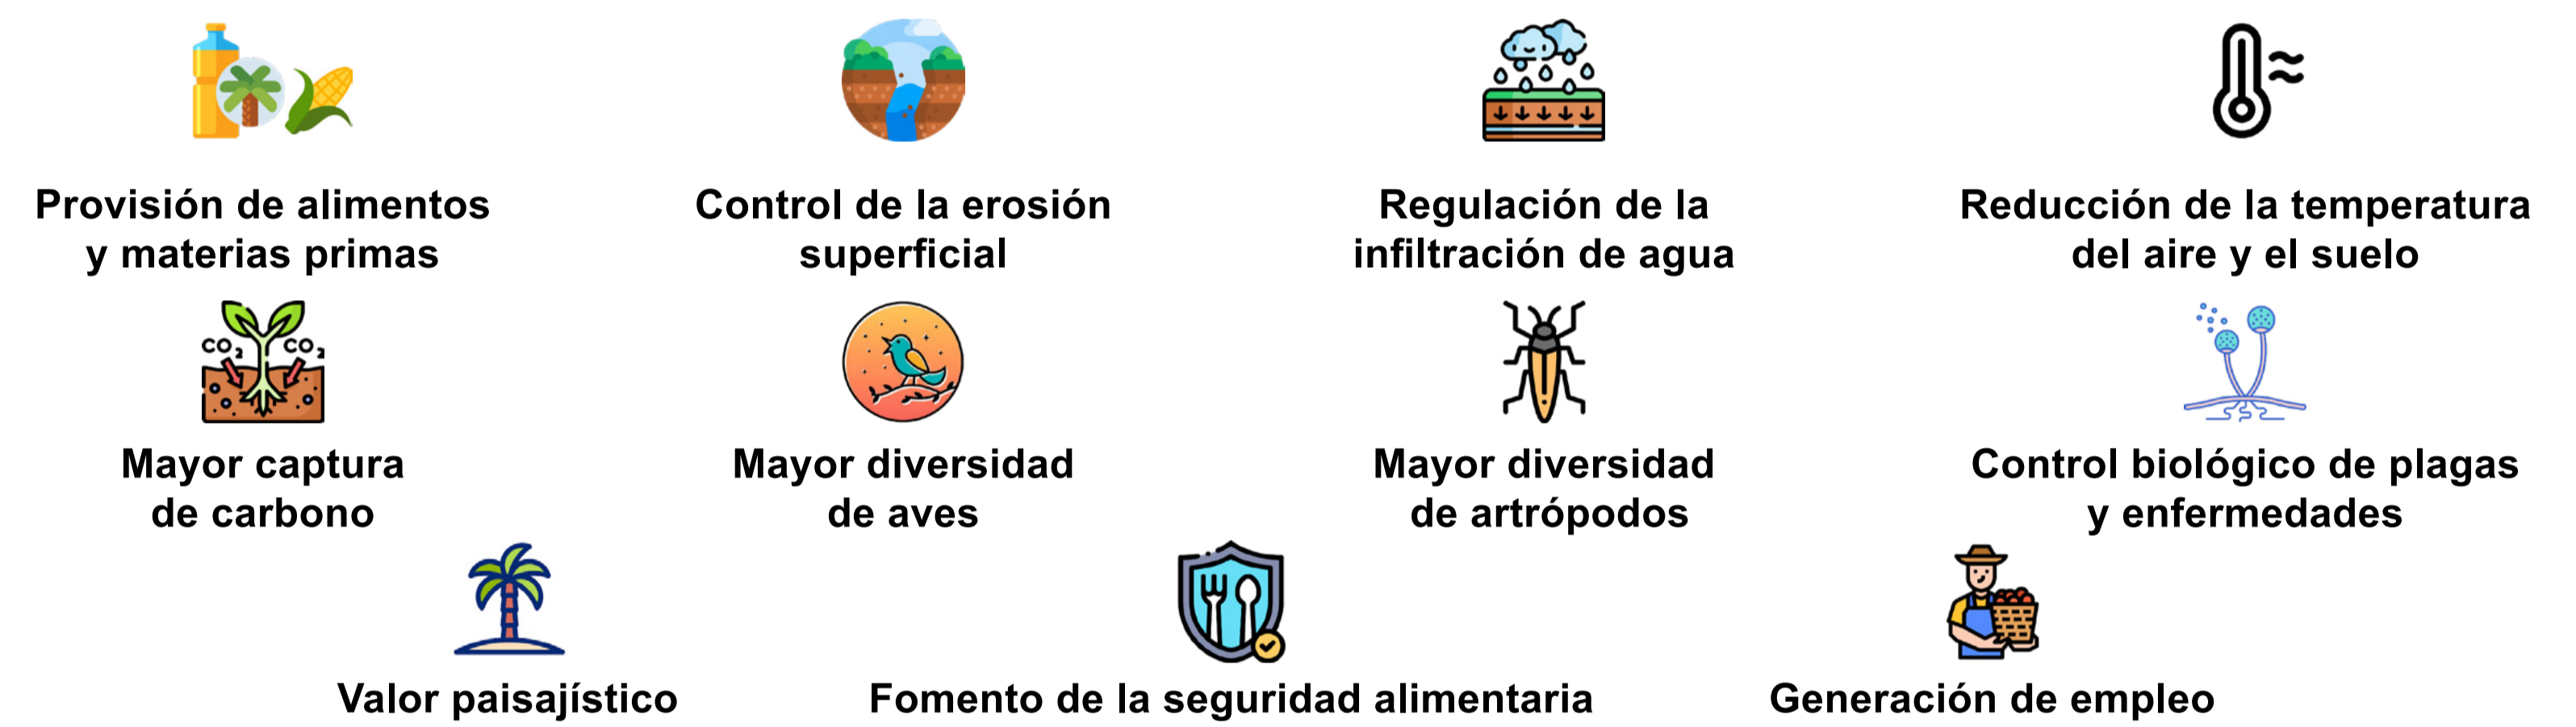 Provisión de alimentos
y materias primas
Control de la erosión
superficial
Regulación de la
infiltración de agua
Reducción de la temperatura
del aire y el suelo
CO₂ CO₂
Mayor captura
de carbono
Mayor diversidad
de aves
Mayor diversidad
de artrópodos
Control biológico de plagas
y enfermedades
Valor paisajístico
Fomento de la seguridad alimentaria
Generación de empleo